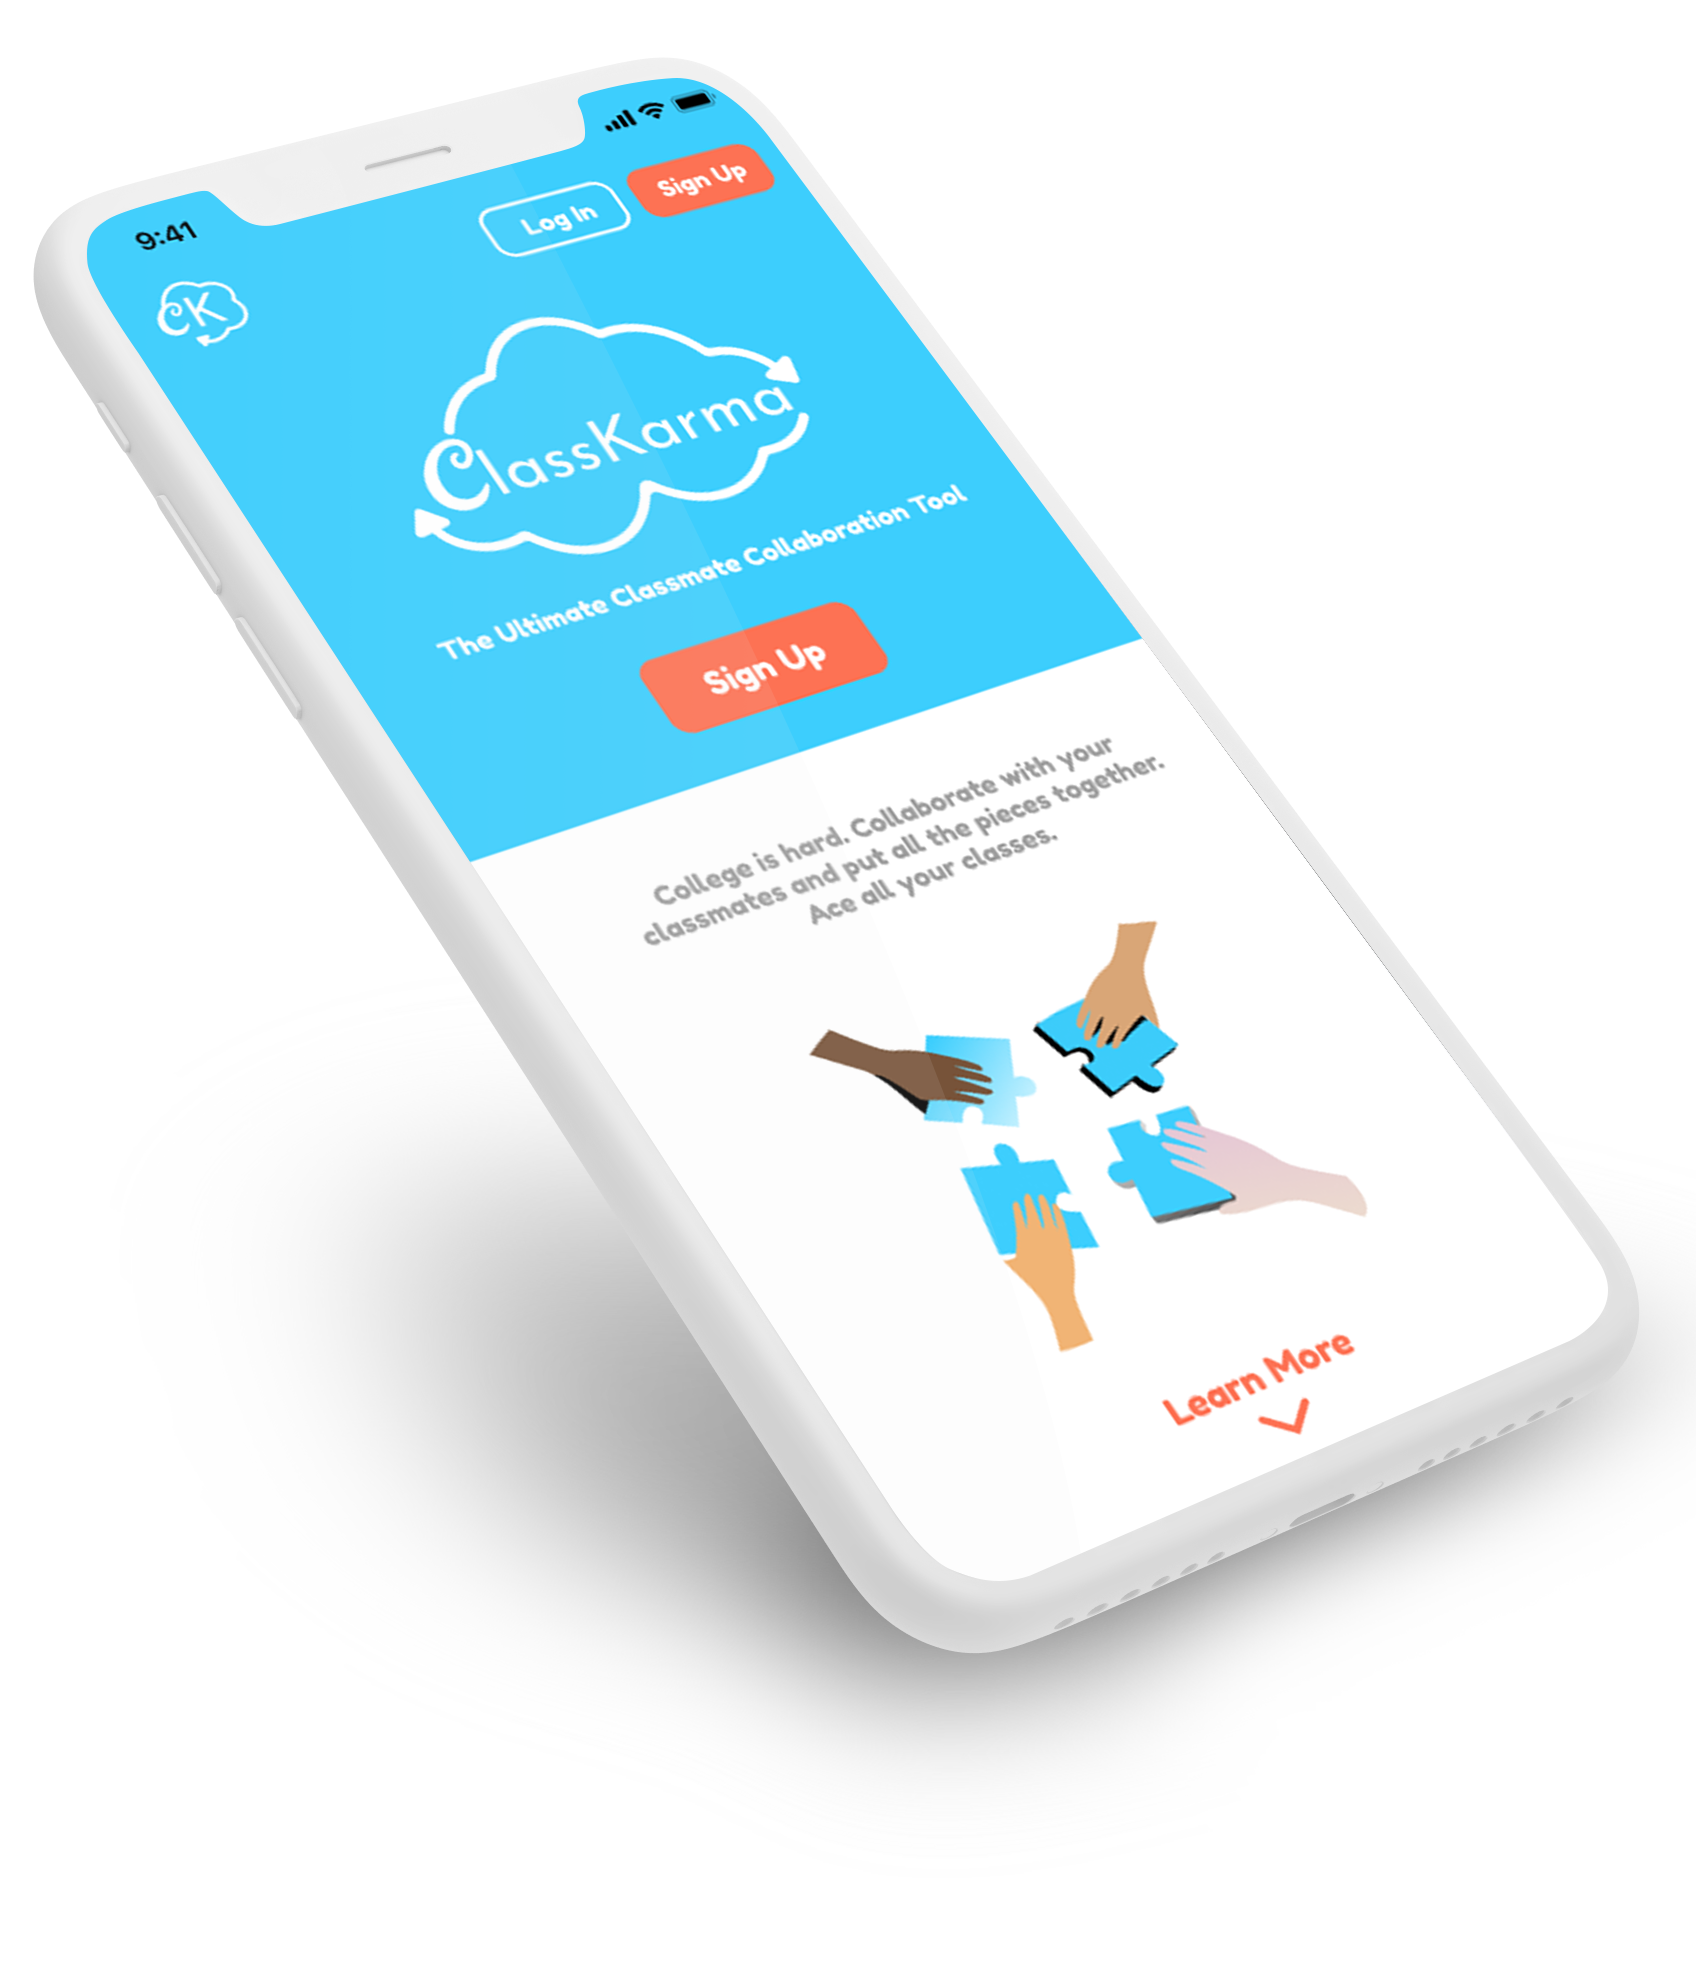 9:41
Log In
Sign Up
CK
ClassKarma
The Ultimate Classmate Collaboration Tool
Sign Up
College is hard. Collaborate with your
classmates and put all the pieces together.
Ace all your classes.
Learn More